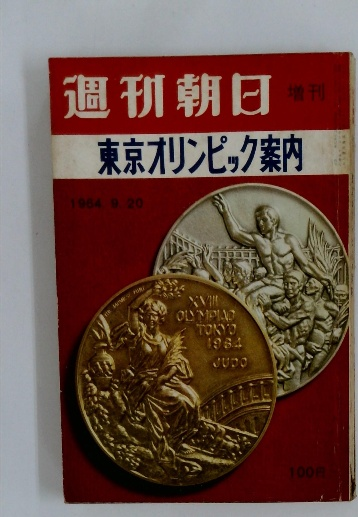 週刊朝日 増刊
東京オリンピック案内
1964 9 20
XVIII
OLYMPIAD
TOKYO
1964
JUDO
100円